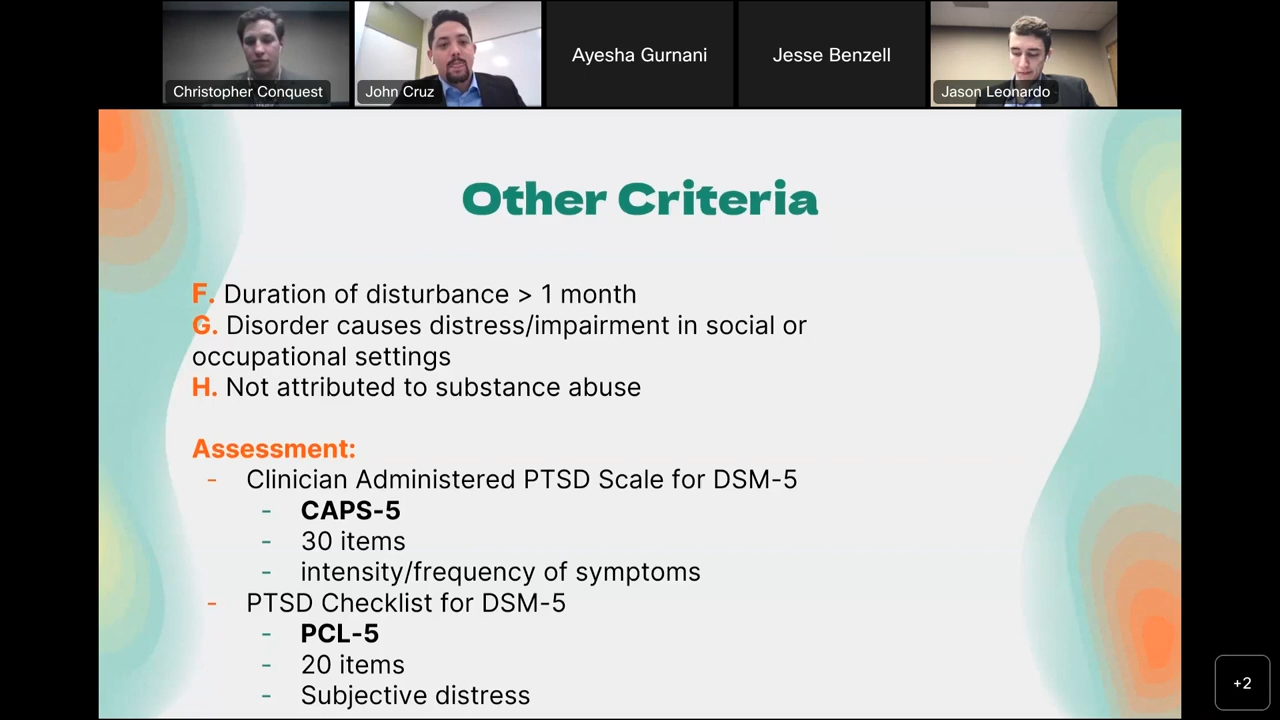 Christopher Conquest
John Cruz
Ayesha Gurnani
Jesse Benzell
Jason Leonardo
Other Criteria
F. Duration of disturbance > 1 month
G. Disorder causes distress/impairment in social or
occupational settings
H. Not attributed to substance abuse
Assessment:
- Clinician Administered PTSD Scale for DSM-5
- CAPS-5
- 30 items
- intensity/frequency of symptoms
- PTSD Checklist for DSM-5
- PCL-5
- 20 items
- Subjective distress
+2